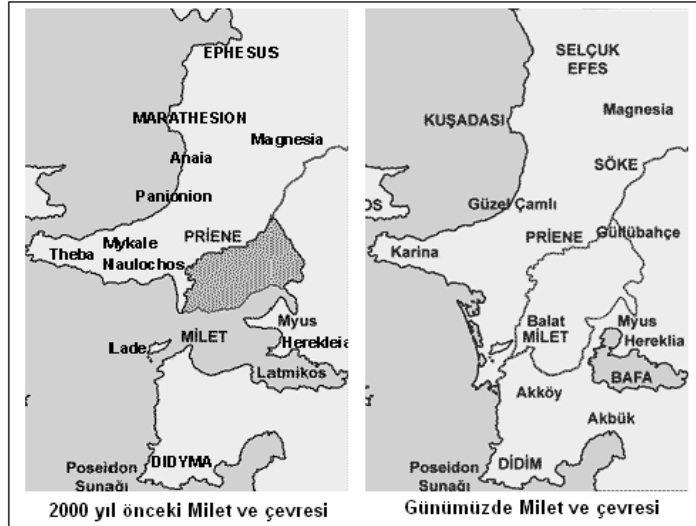 EPHESUS
MARATHESION
Magnesia
Anaia
Panionion
PRİENE
Mykale
Theba
Naulochos
Myus
MİLET
Herekleia
ILade
Latmikos
DIDYMA
Poseidon
Sunağı
2000 yıl önceki Milet ve çevresi
SELÇUK
EFES
Magnesia
KUŞADASI
SÖKE
OS
Güzel Çamlı
PRİENE
Güllübahçe
Karina
Balat
MİLET
Myus
Hereklia
BAFA
Akköy
Akbük
DİDİM
Poseidon
Sunağı
Günümüzde Milet ve çevresi